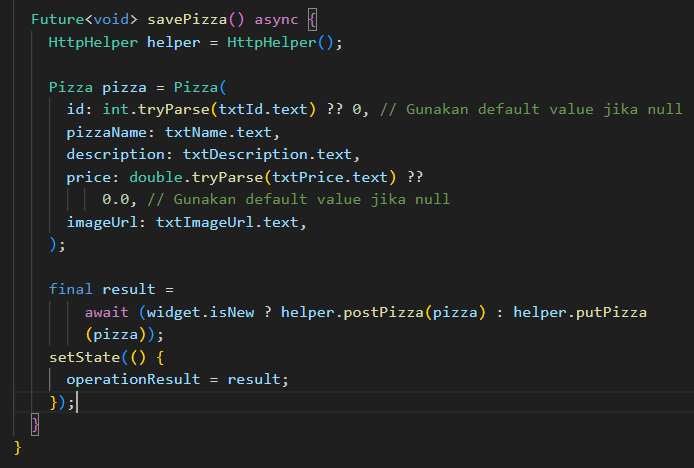 Future<void> savePizza() async {
HttpHelper helper = HttpHelper();
Pizza pizza = Pizza(
id: int.tryParse(txtId.text) ?? 0, // Gunakan default value jika null
pizzaName: txtName.text,
description: txtDescription.text,
price: double.tryParse(txtPrice.text) ??
0.0, // Gunakan default value jika null
imageUrl: txtImageUrl.text,
);
final result =
await (widget.isNew ? helper.postPizza(pizza) : helper.putPizza
(pizza));
setState(() {
operationResult = result;
});
}
}